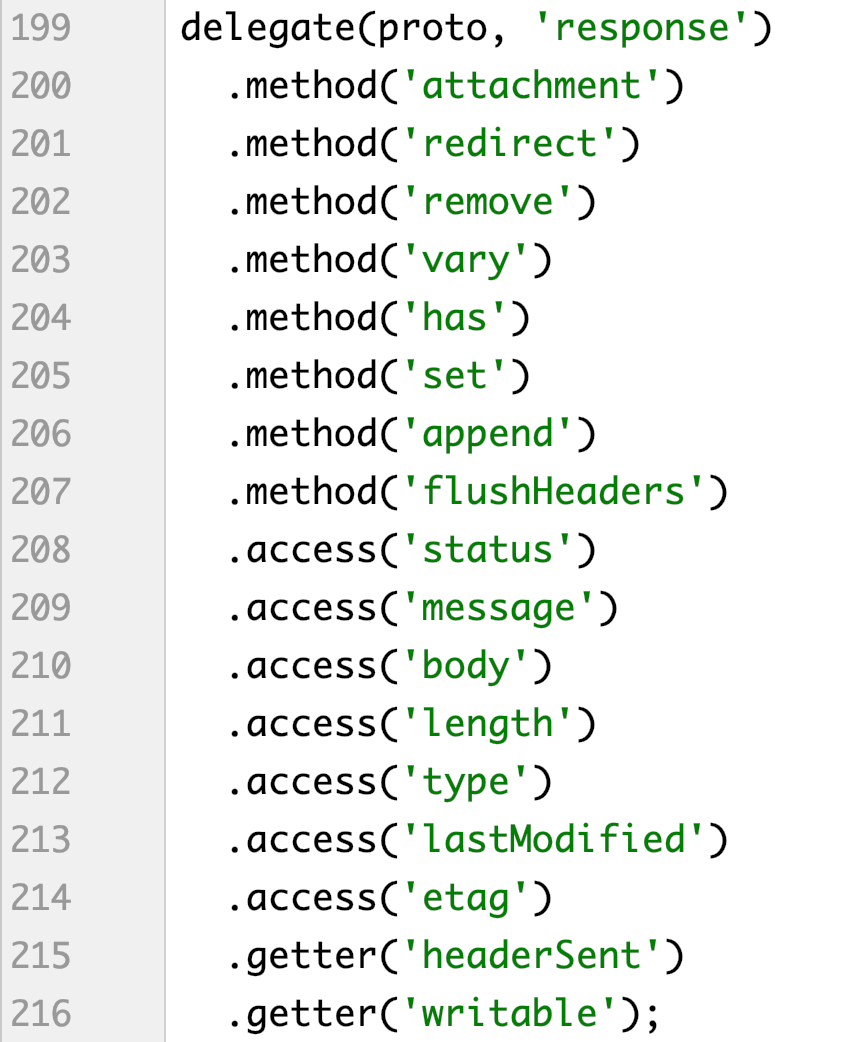 199 delegate(proto, 'response')
200   .method('attachment')
201   .method('redirect')
202   .method('remove')
203   .method('vary')
204   .method('has')
205   .method('set')
206   .method('append')
207   .method('flushHeaders')
208   .access('status')
209   .access('message')
210   .access('body')
211   .access('length')
212   .access('type')
213   .access('lastModified')
214   .access('etag')
215   .getter('headerSent')
216   .getter('writable');